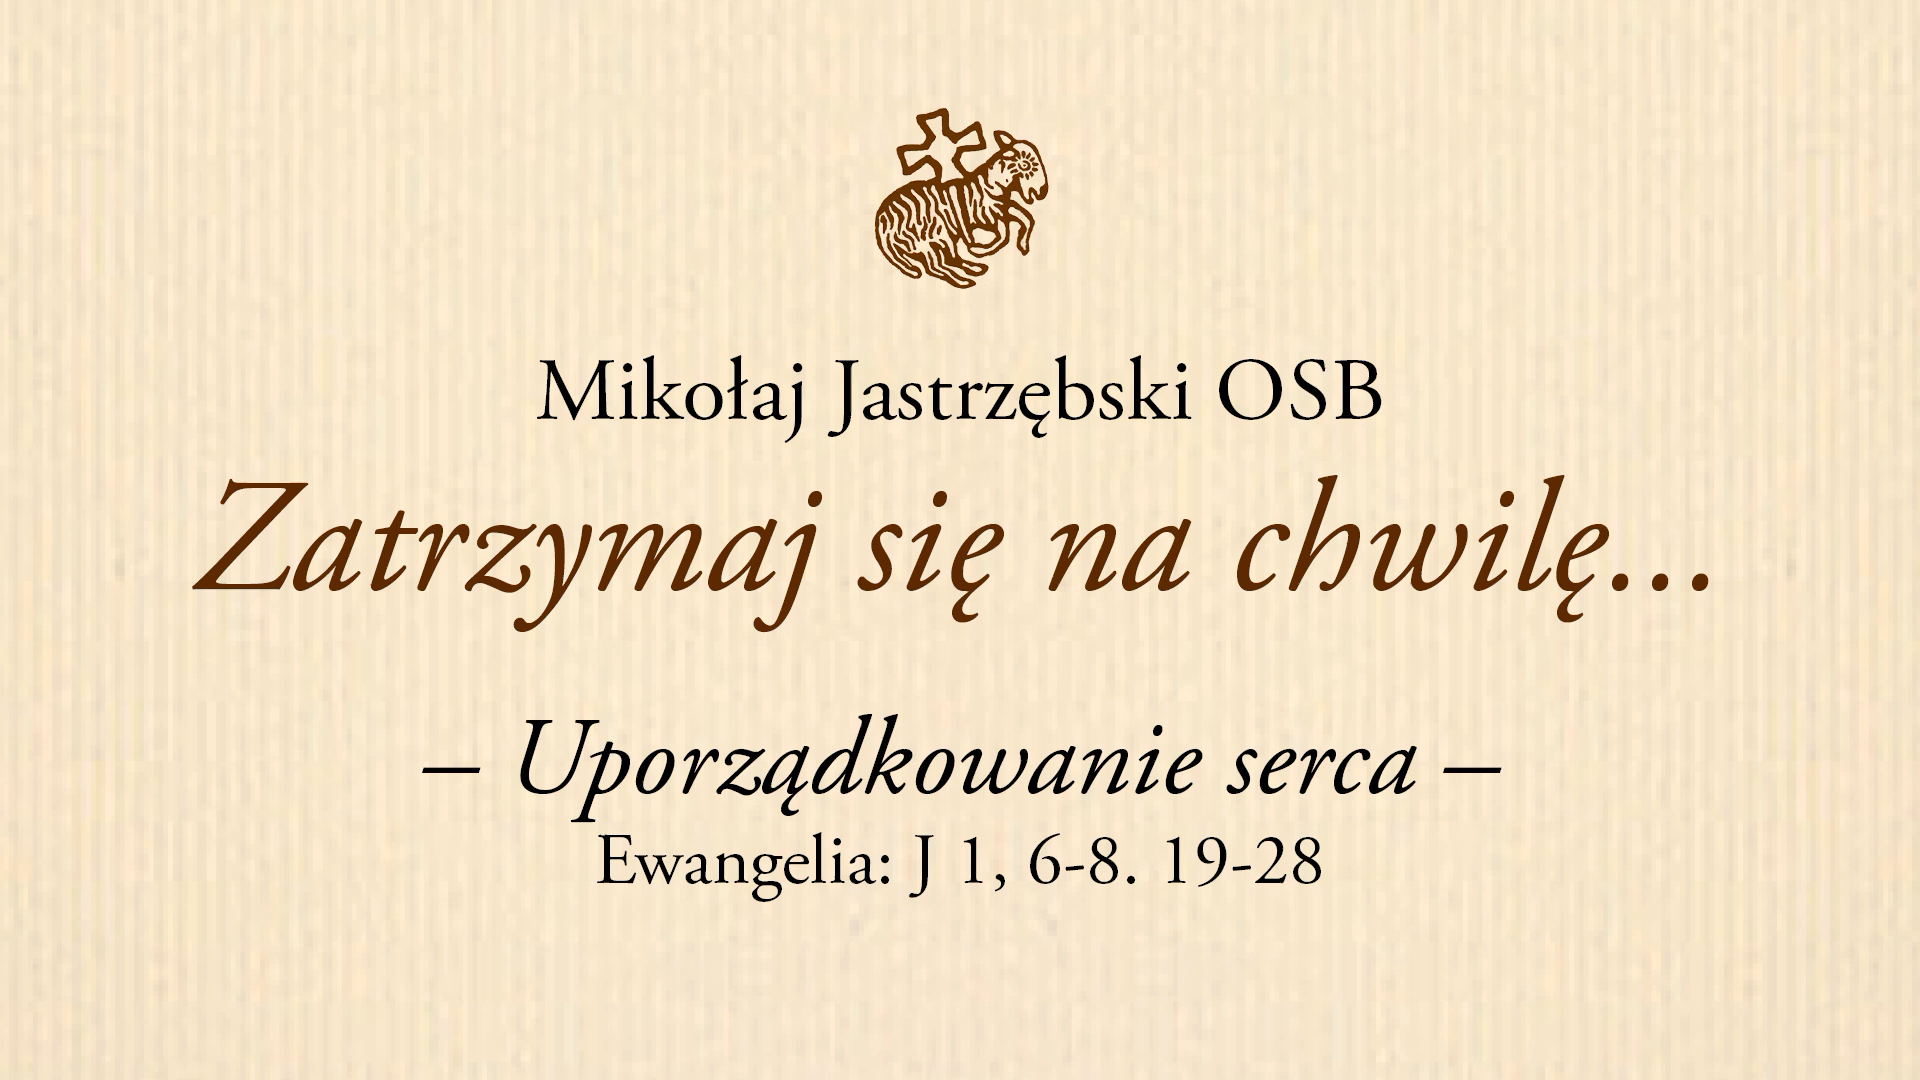 Mikołaj Jastrzębski OSB
Zatrzymaj się na chwilę...
– Uporządkowanie serca –
Ewangelia: J 1, 6-8. 19-28